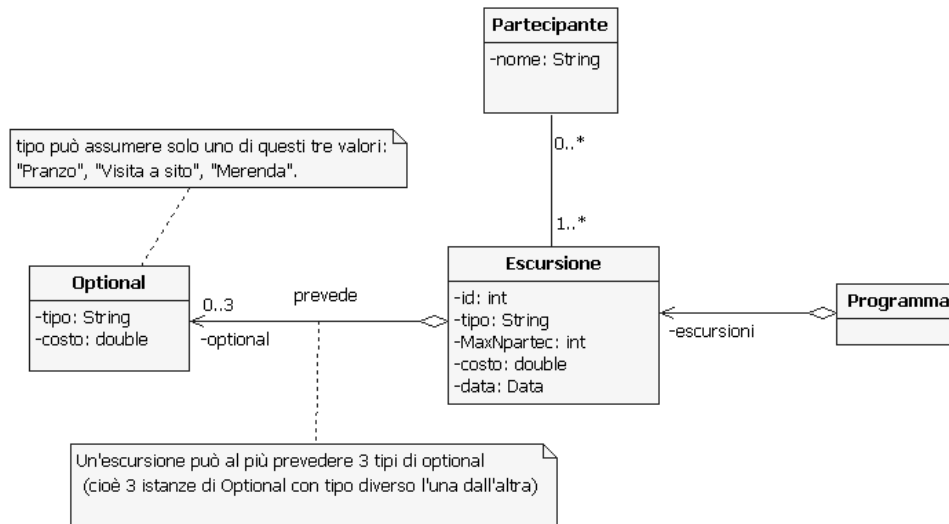 Partecipante
-nome: String
tipo può assumere solo uno di questi tre valori:
"Pranzo", "Visita a sito", "Merenda".
0..*
1..*
Optional
-tipo: String
-costo: double
0..3
prevede
-optional
Escursione
-id: int
-tipo: String
-MaxNpartec: int
-costo: double
-data: Data
-escursioni
Programma
Un'escursione può al più prevedere 3 tipi di optional
(cioè 3 istanze di Optional con tipo diverso l'una dall'altra)